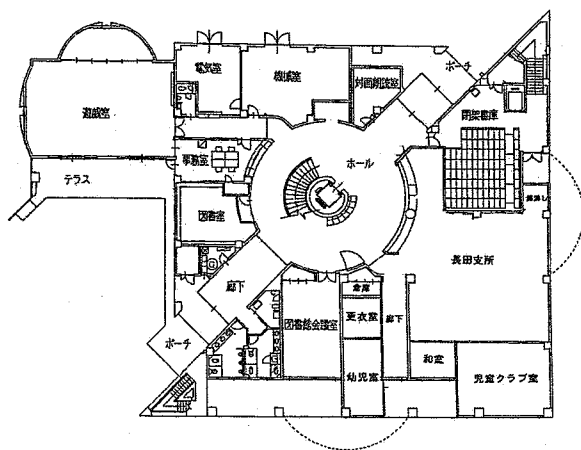 電気室
機械室
対面朗読室
ポーチ
遊戯室
閉架書庫
事務室
ホール
テラス
図書室
長田支所
廊下
倉庫
図書館会議室
更衣室
廊下
ポーチ
和室
幼児室
児童クラブ室